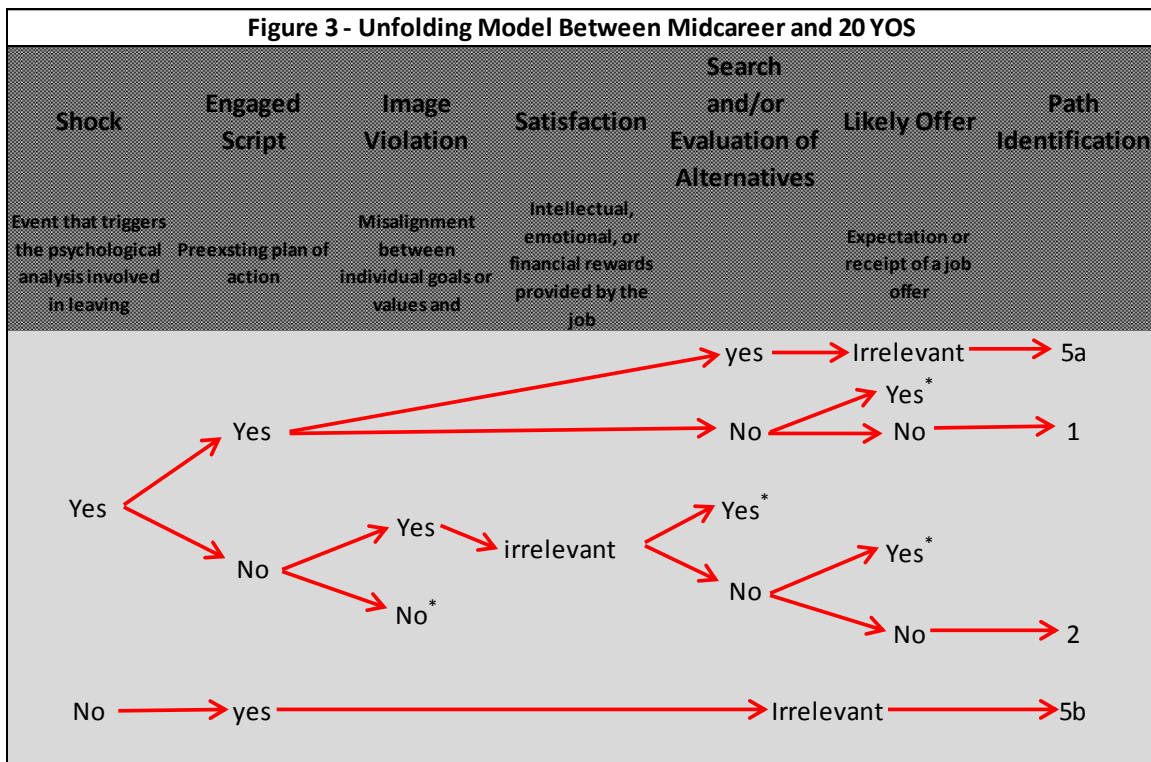 Figure 3 - Unfolding Model Between Midcareer and 20 YOS
Shock
Engaged
Script
Image
Violation
Satisfaction
Search
and/or
Evaluation of
Alternatives
Likely Offer
Path
Identification
Event that triggers
the psychological
analysis involved
in leaving
Preexsting plan of
action
Misalignment
between
individual goals or
values and
Intellectual,
emotional, or
financial rewards
provided by the
job
Expectation or
receipt of a job
offer
yes Irrelevant 5a
Yes*
Yes No No 1
Yes
Yes*
Yes
irrelevant
Yes*
No
No
No*
No 2
No yes Irrelevant 5b